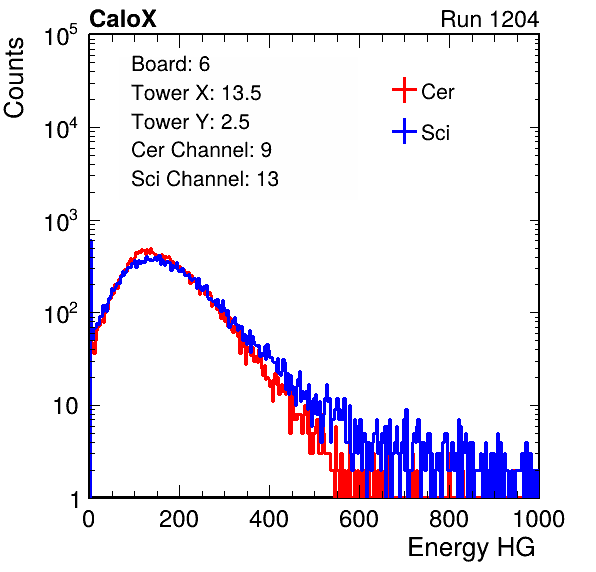 CaloX Run 1204
Counts
Board: 6
Tower X: 13.5
Tower Y: 2.5
Cer Channel: 9
Sci Channel: 13
Cer
Sci
10^5
10^4
10^3
10^2
10
1
0 200 400 600 800 1000
Energy HG